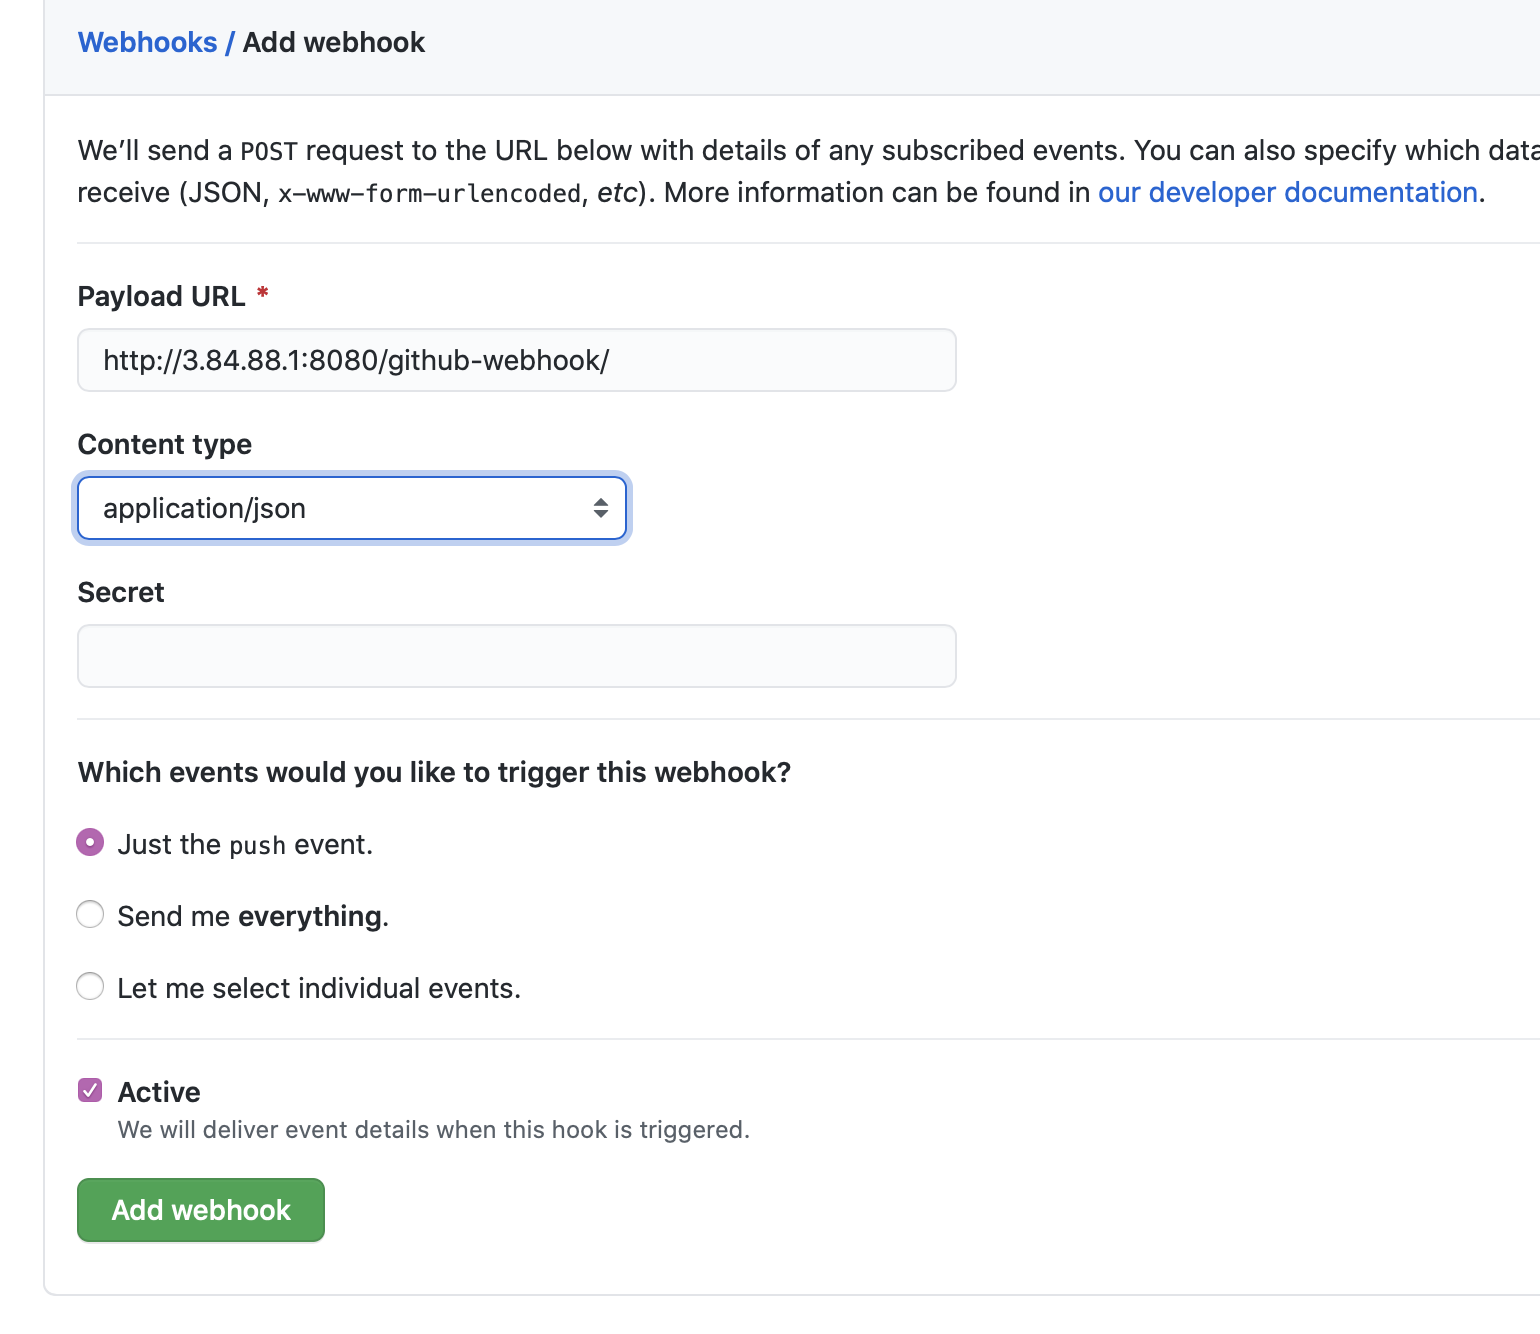 Webhooks / Add webhook
We’ll send a POST request to the URL below with details of any subscribed events. You can also specify which data
receive (JSON, x-www-form-urlencoded, etc). More information can be found in our developer documentation.
Payload URL *
http://3.84.88.1:8080/github-webhook/
Content type
application/json
Secret
Which events would you like to trigger this webhook?
Just the push event.
Send me everything.
Let me select individual events.
Active
We will deliver event details when this hook is triggered.
Add webhook